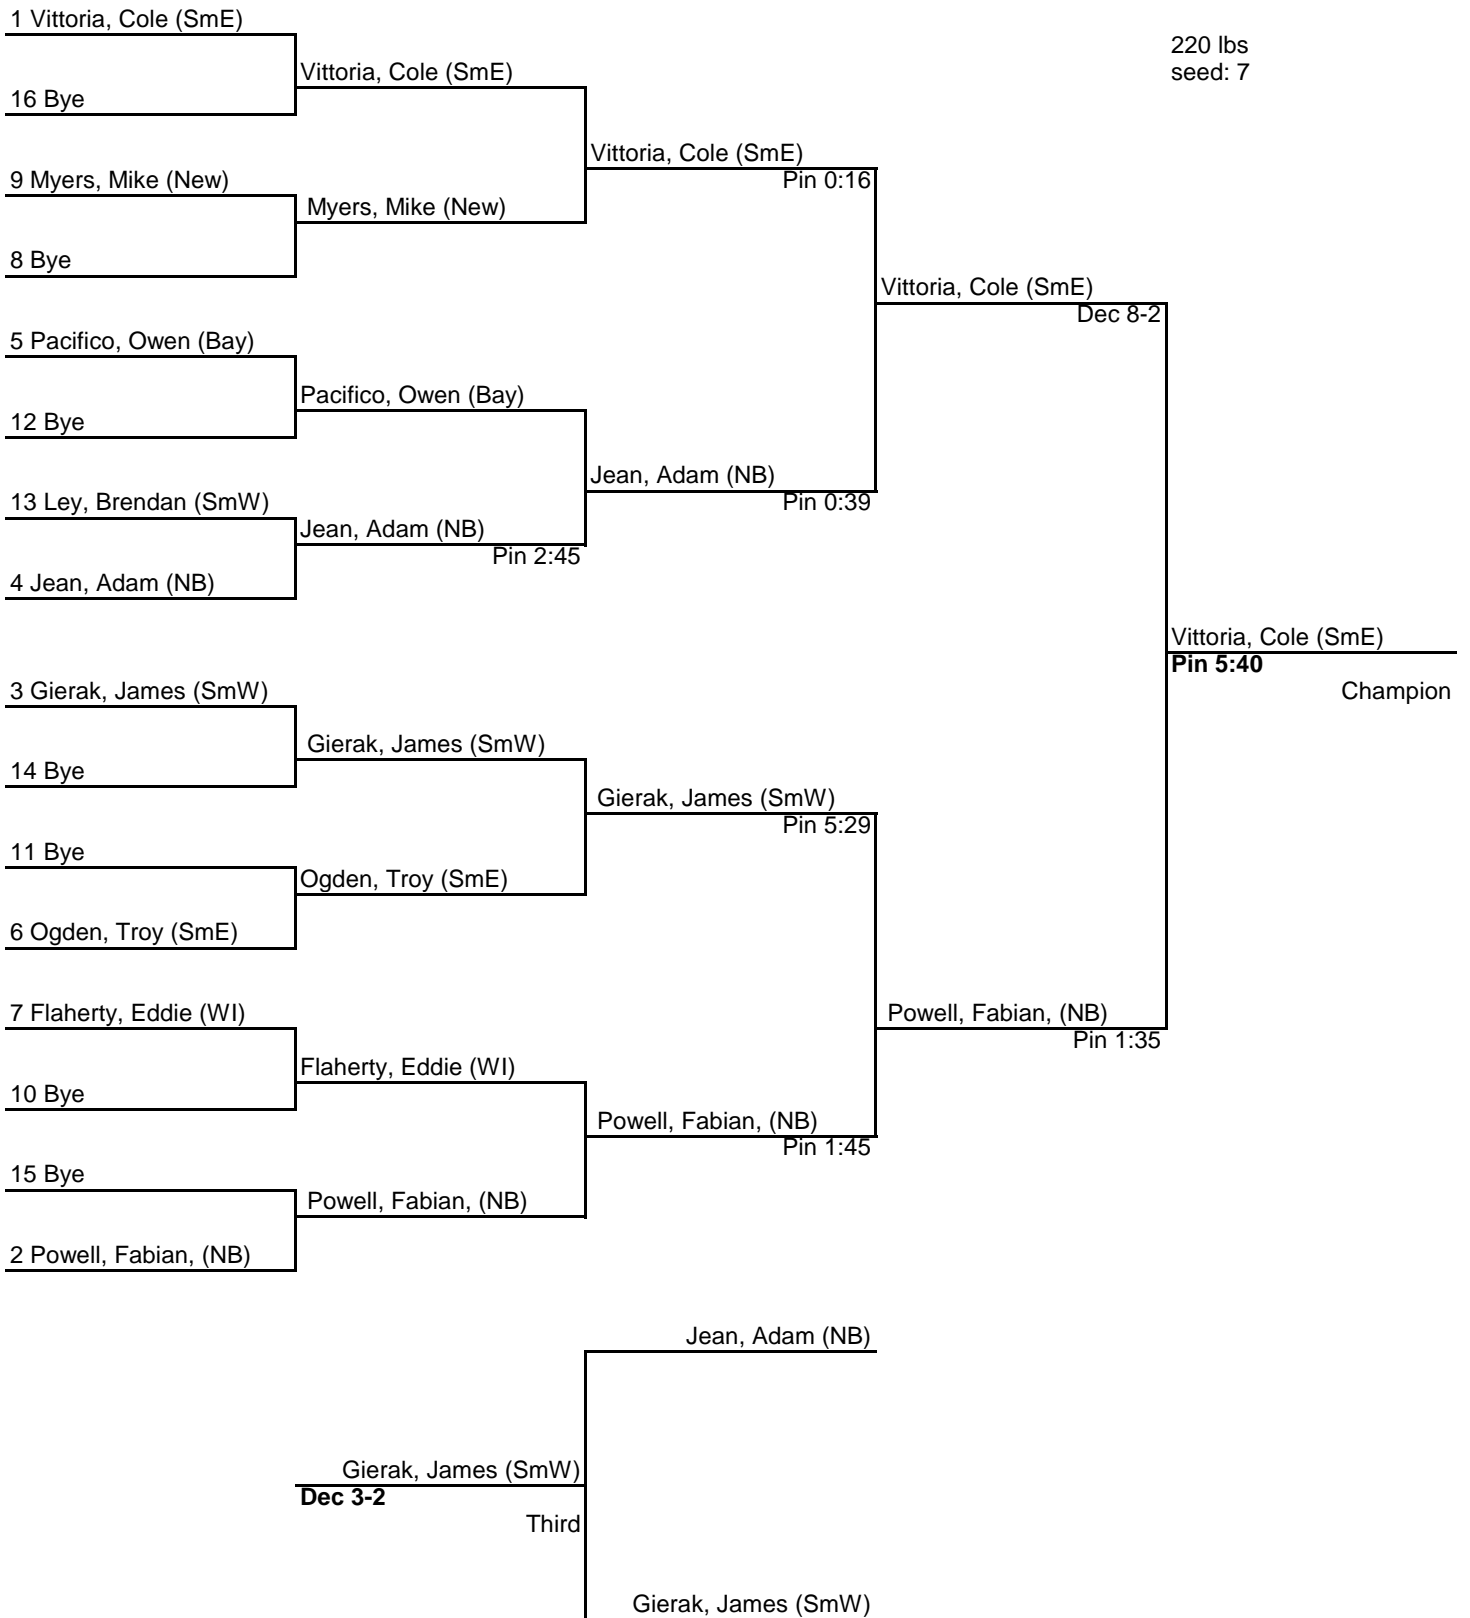 1 Vittoria, Cole (SmE)
220 lbs
seed: 7
Vittoria, Cole (SmE)
16 Bye
Vittoria, Cole (SmE)
Pin 0:16
9 Myers, Mike (New)
Myers, Mike (New)
8 Bye
Vittoria, Cole (SmE)
Dec 8-2
5 Pacifico, Owen (Bay)
Pacifico, Owen (Bay)
12 Bye
Jean, Adam (NB)
Pin 0:39
13 Ley, Brendan (SmW)
Jean, Adam (NB)
Pin 2:45
4 Jean, Adam (NB)
Vittoria, Cole (SmE)
Pin 5:40
Champion
3 Gierak, James (SmW)
Gierak, James (SmW)
14 Bye
Gierak, James (SmW)
Pin 5:29
11 Bye
Ogden, Troy (SmE)
6 Ogden, Troy (SmE)
7 Flaherty, Eddie (WI)
Powell, Fabian, (NB)
Pin 1:35
Flaherty, Eddie (WI)
10 Bye
Powell, Fabian, (NB)
Pin 1:45
15 Bye
Powell, Fabian, (NB)
2 Powell, Fabian, (NB)
Jean, Adam (NB)
Gierak, James (SmW)
Dec 3-2
Third
Gierak, James (SmW)